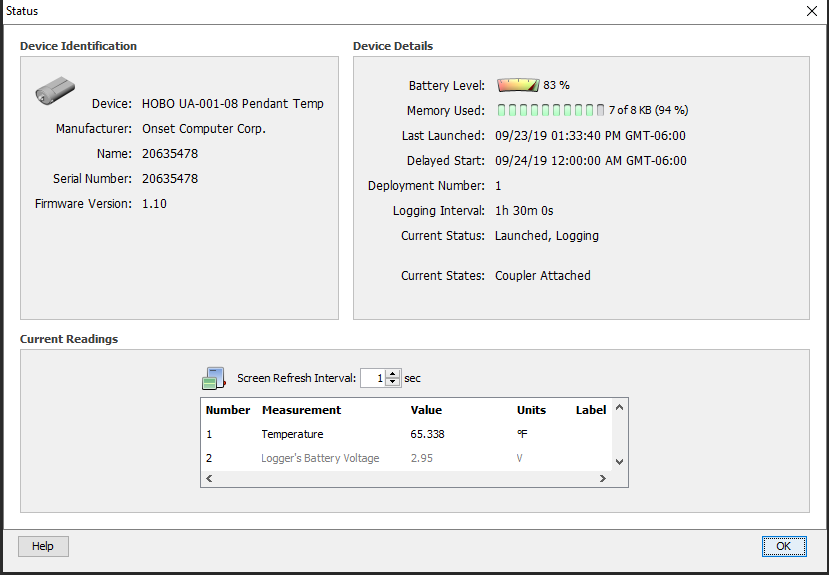 Status
Device Identification
Device: HOBO UA-001-08 Pendant Temp
Manufacturer: Onset Computer Corp.
Name: 20635478
Serial Number: 20635478
Firmware Version: 1.10
Device Details
Battery Level: 83 %
Memory Used: 7 of 8 KB (94 %)
Last Launched: 09/23/19 01:33:40 PM GMT-06:00
Delayed Start: 09/24/19 12:00:00 AM GMT-06:00
Deployment Number: 1
Logging Interval: 1h 30m 0s
Current Status: Launched, Logging
Current States: Coupler Attached
Current Readings
Screen Refresh Interval: 1 sec
Number Measurement Value Units Label
1 Temperature 65.338 °F
2 Logger's Battery Voltage 2.95 V
Help OK